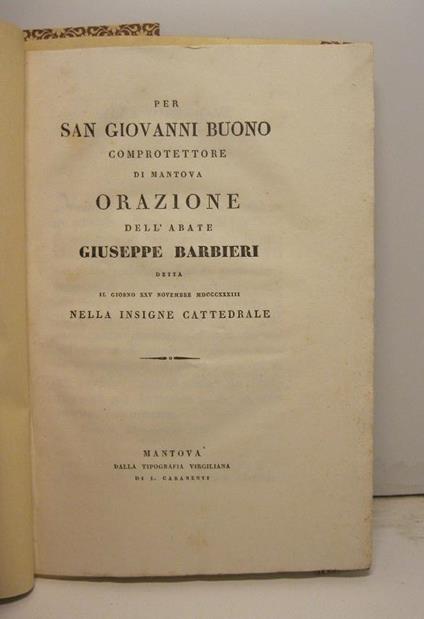 PER
SAN GIOVANNI BUONO
COMPROTETTORE
DI MANTOVA
ORAZIONE
DELL' ABATE
GIUSEPPE BARBIERI
DETTA
IL GIORNO XXV NOVEMBRE MDCCCXXXIII
NELLA INSIGNE CATTEDRALE
MANTOVA
DALLA TIPOGRAFIA VIRGILIANA
DI L. CARANENTI